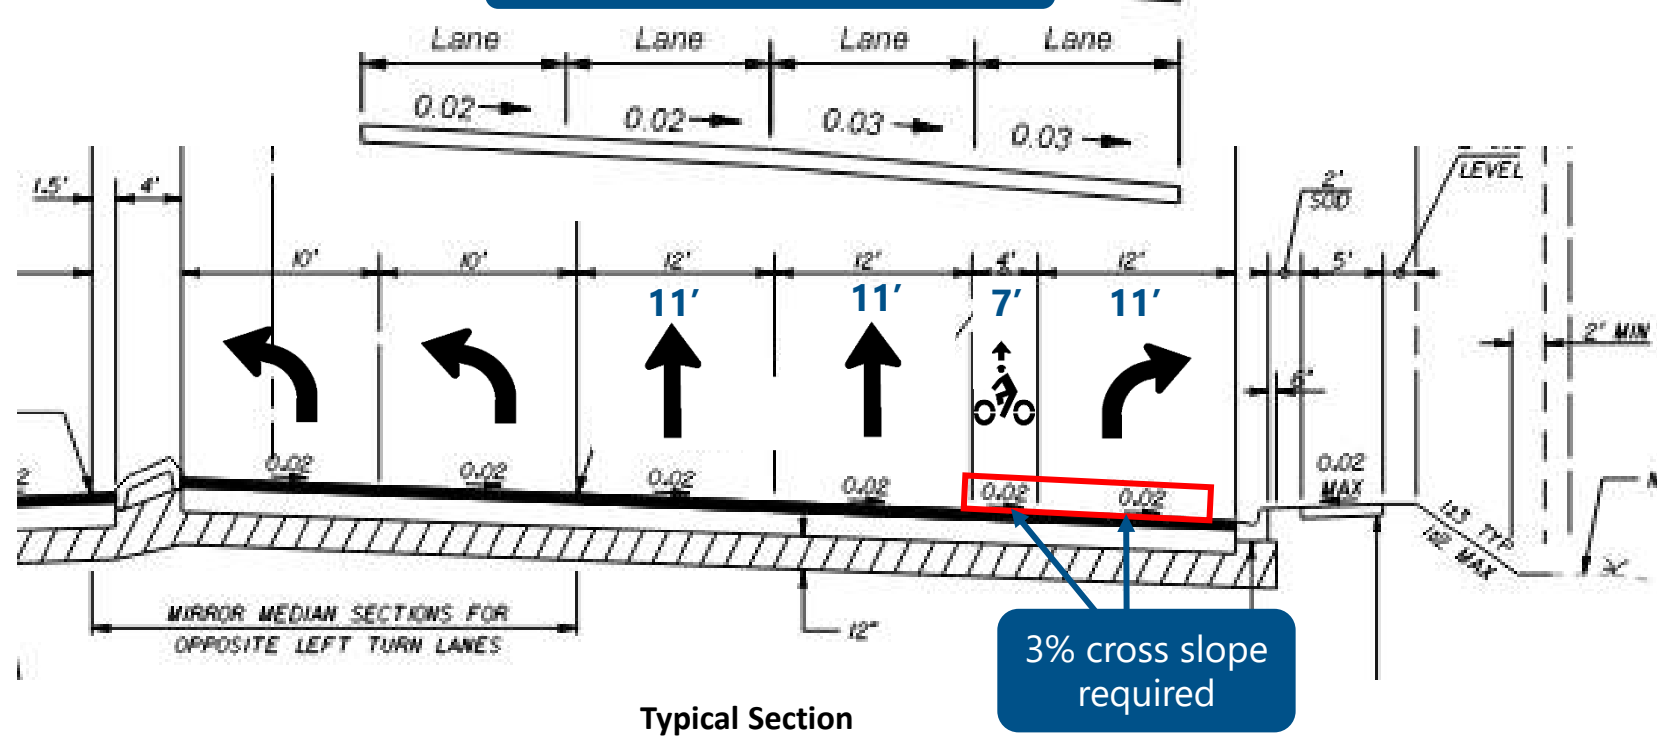 Lane Lane Lane Lane
0.02 0.02 0.03 0.03
1.5' 4' 2' LEVEL
SOD
10' 10' 12' 12' 4' 12' 5'
11' 11' 7' 11'
2' MIN
0.02 0.02 0.02 0.02 0.02 0.02 0.02
MAX
1:3 TYP
1:2 MAX
MIRROR MEDIAN SECTIONS FOR
OPPOSITE LEFT TURN LANES
12"
3% cross slope
required
Typical Section